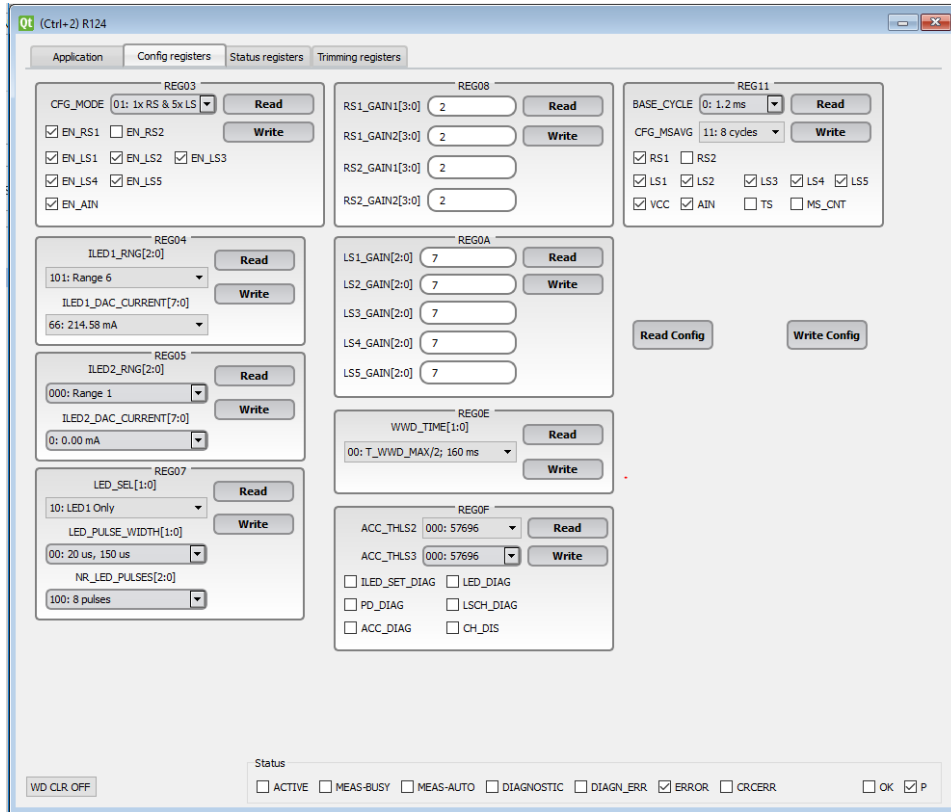 Qt (Ctrl+2) R124
Application Config registers Status registers Trimming registers
REG03
CFG_MODE 01: 1x RS & 5x LS Read
EN_RS1 EN_RS2 Write
EN_LS1 EN_LS2 EN_LS3
EN_LS4 EN_LS5
EN_AIN
REG04
ILED1_RNG[2:0]
Read
101: Range 6
Write
ILED1_DAC_CURRENT[7:0]
66: 214.58 mA
REG05
ILED2_RNG[2:0]
Read
000: Range 1
Write
ILED2_DAC_CURRENT[7:0]
0: 0.00 mA
REG07
LED_SEL[1:0]
Read
10: LED1 Only
Write
LED_PULSE_WIDTH[1:0]
00: 20 us, 150 us
NR_LED_PULSES[2:0]
100: 8 pulses
REG08
RS1_GAIN1[3:0] 2 Read
RS1_GAIN2[3:0] 2 Write
RS2_GAIN1[3:0] 2
RS2_GAIN2[3:0] 2
REG0A
LS1_GAIN[2:0] 7 Read
LS2_GAIN[2:0] 7 Write
LS3_GAIN[2:0] 7
LS4_GAIN[2:0] 7
LS5_GAIN[2:0] 7
REG0E
WWD_TIME[1:0]
Read
00: T_WWD_MAX/2; 160 ms
Write
REG0F
ACC_THLS2 000: 57696 Read
ACC_THLS3 000: 57696 Write
ILED_SET_DIAG LED_DIAG
PD_DIAG LSCH_DIAG
ACC_DIAG CH_DIS
REG11
BASE_CYCLE 0: 1.2 ms Read
CFG_MSAVG 11: 8 cycles Write
RS1 RS2
LS1 LS2 LS3 LS4 LS5
VCC AIN TS MS_CNT
Read Config Write Config
WD CLR OFF
Status
ACTIVE MEAS-BUSY MEAS-AUTO DIAGNOSTIC DIAGN_ERR ERROR CRCERR OK P